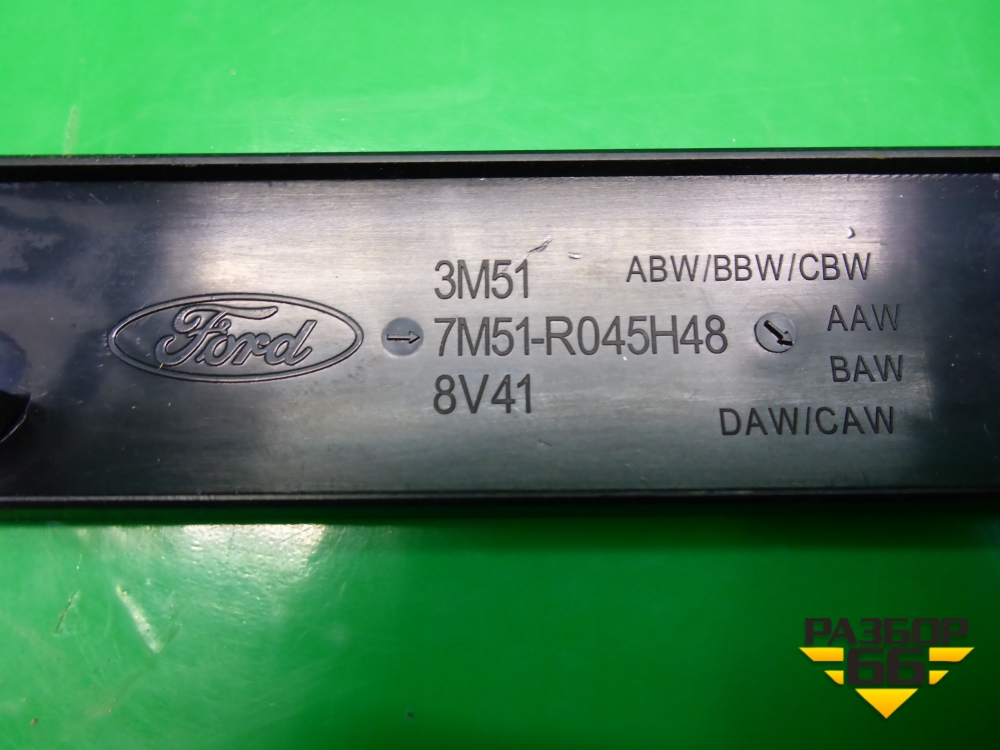 Ford
3M51
7M51-R045H48
8V41
ABW/BBW/CBW
AAW
BAW
DAW/CAW
РАЗБОР
66